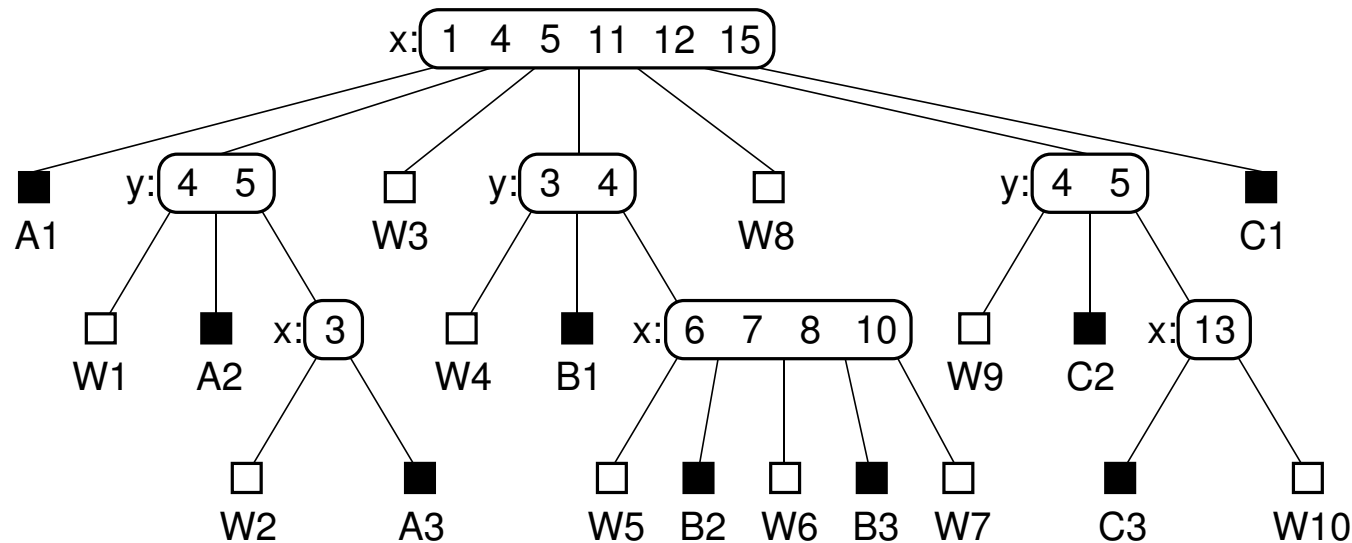 x: 1 4 5 11 12 15
y: 4 5 y: 3 4 y: 4 5
A1 W3 W8 C1
x: 3 x: 6 7 8 10 x: 13
W1 A2 W4 B1 W9 C2
W2 A3 W5 B2 W6 B3 W7 C3 W10